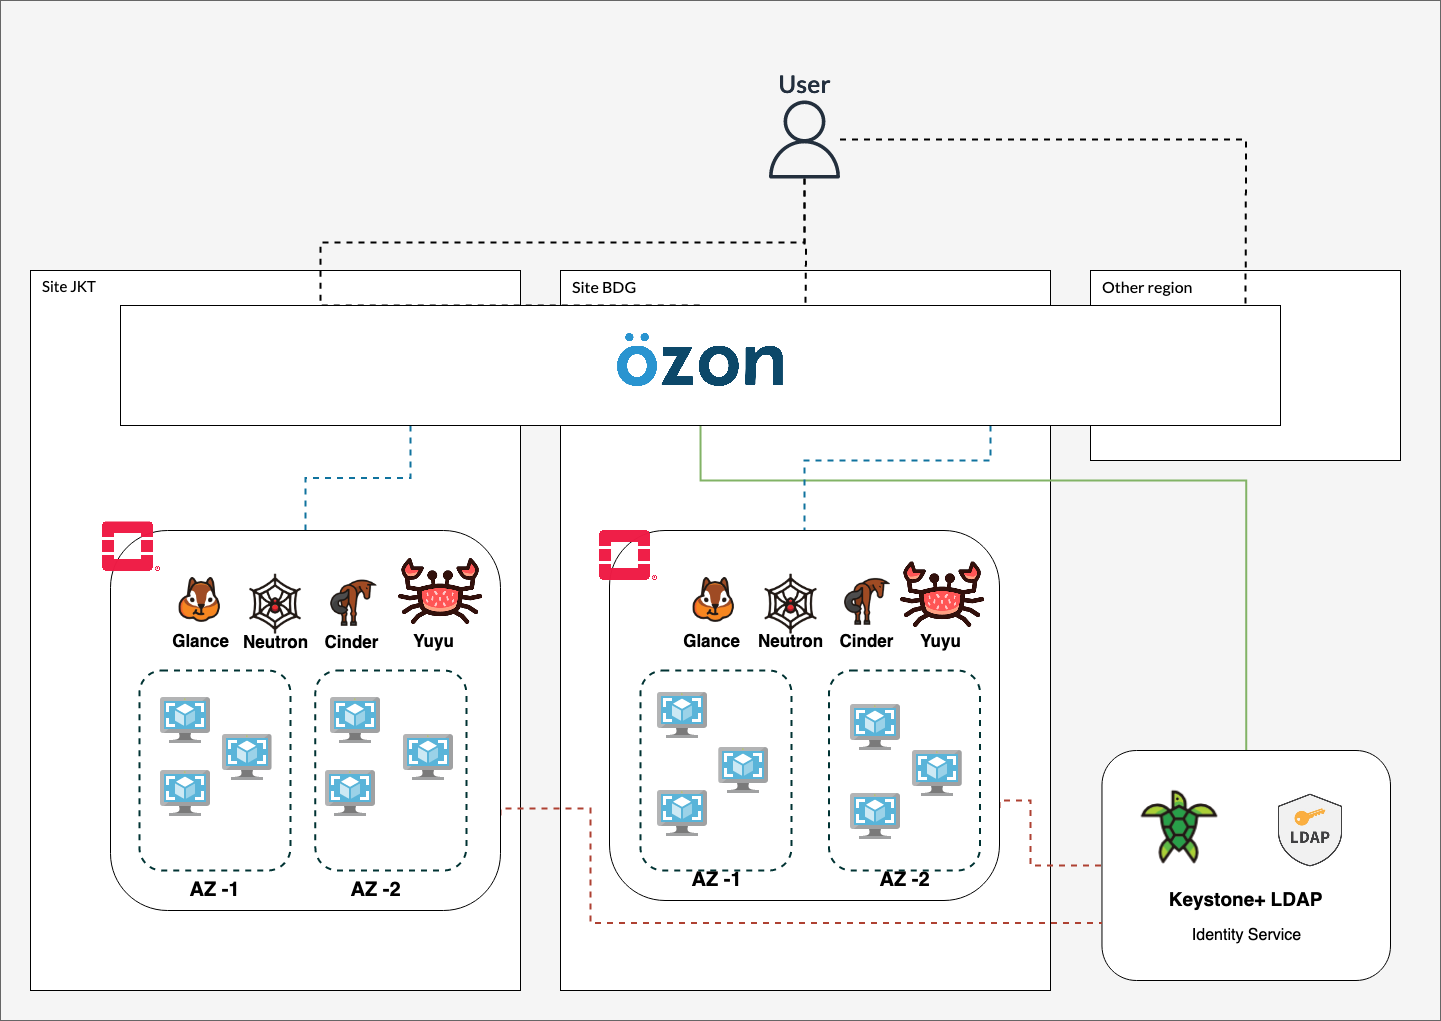 User
Site JKT
Site BDG
Other region
özon
Glance
Neutron
Cinder
Yuyu
Glance
Neutron
Cinder
Yuyu
AZ -1
AZ -2
AZ -1
AZ -2
LDAP
Keystone+ LDAP
Identity Service